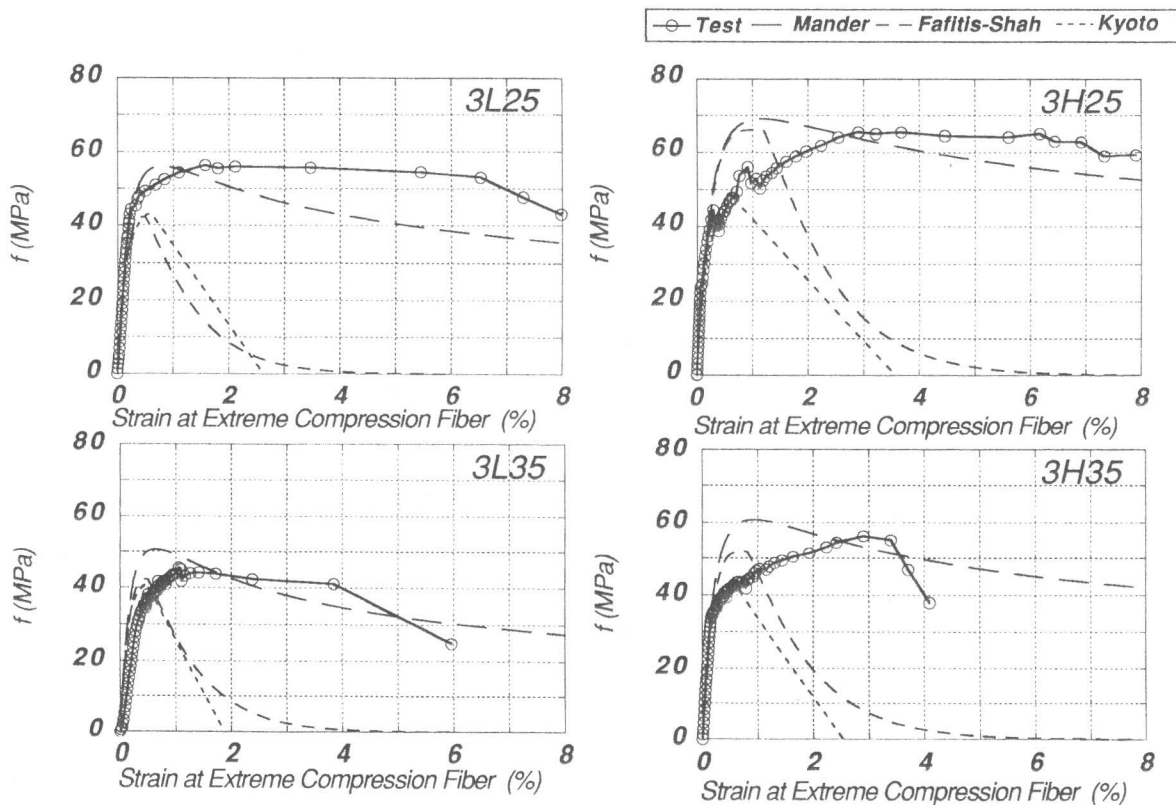 Test Mander Fafitis-Shah Kyoto
3L25
80
60
40
20
0
f (MPa)
0 2 4 6 8
Strain at Extreme Compression Fiber (%)
3H25
80
60
40
20
0
f (MPa)
0 2 4 6 8
Strain at Extreme Compression Fiber (%)
3L35
80
60
40
20
0
f (MPa)
0 2 4 6 8
Strain at Extreme Compression Fiber (%)
3H35
80
60
40
20
0
f (MPa)
0 2 4 6 8
Strain at Extreme Compression Fiber (%)